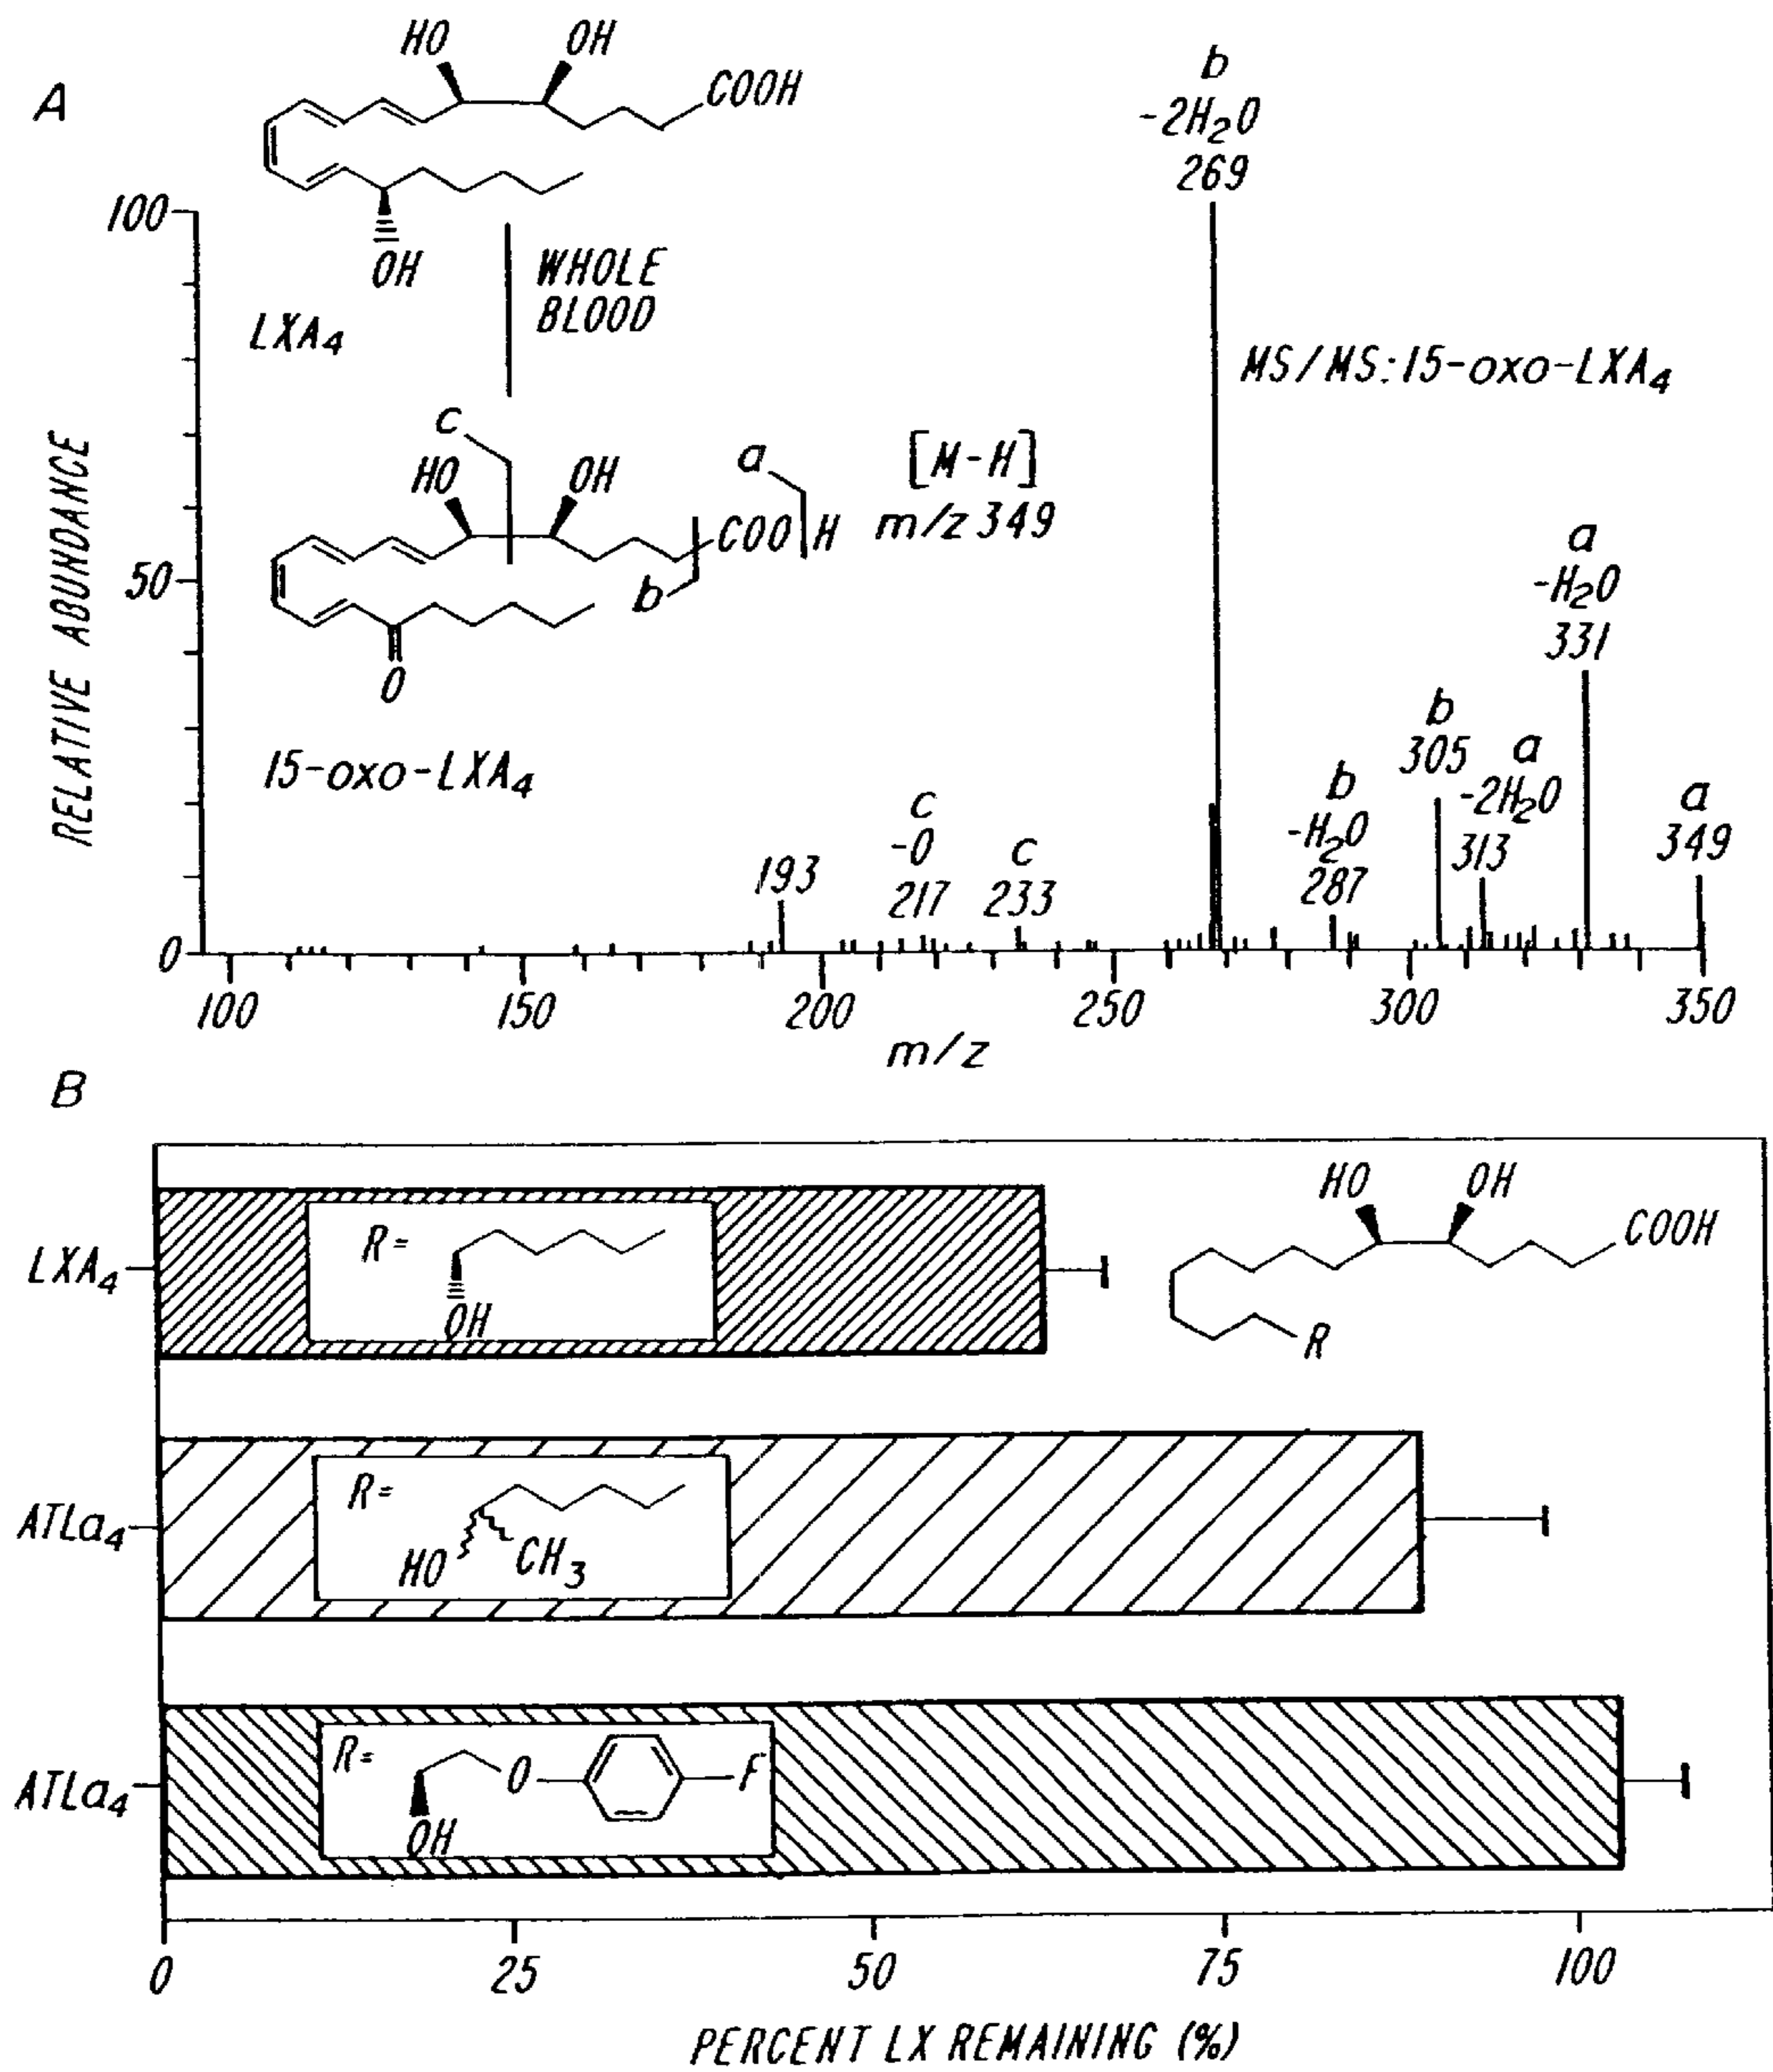 A
HO OH
COOH
OH
LXA4
WHOLE
BLOOD
b
-2H2O
269
MS/MS: 15-oxo-LXA4
c
HO OH
a
COO H
b
[M-H]
m/z 349
O
15-oxo-LXA4
a
-H2O
331
b
305
a
-2H2O
313
a
349
b
-H2O
287
c
233
c
-O
217
193
RELATIVE ABUNDANCE
100
50
0
100 150 200 250 300 350
m/z
B
HO OH
COOH
R
LXA4
R=
OH
ATLa4
R=
HO CH3
ATLa4
R=
O F
OH
0 25 50 75 100
PERCENT LX REMAINING (%)